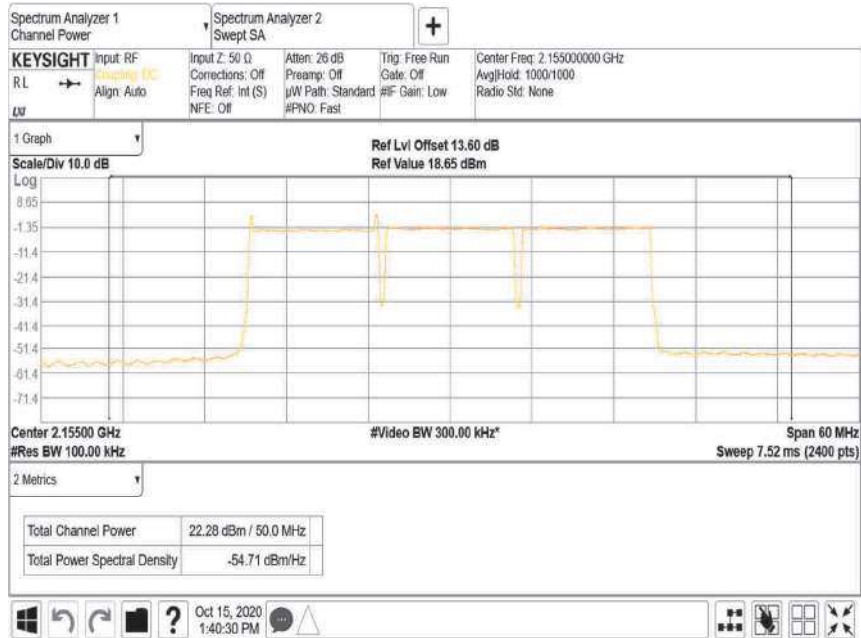 Spectrum Analyzer 1
Channel Power
Spectrum Analyzer 2
Swept SA
+
KEYSIGHT
RL
Input: RF
Coupling: DC
Align: Auto
Input Z: 50 Ω
Corrections: Off
Freq Ref: Int (S)
NFE: Off
Atten: 26 dB
Preamp: Off
µW Path: Standard
#PNO: Fast
Trig: Free Run
Gate: Off
#IF Gain: Low
Center Freq: 2.155000000 GHz
Avg|Hold: 1000/1000
Radio Std: None
1 Graph
Scale/Div 10.0 dB
Ref Lvl Offset 13.60 dB
Ref Value 18.65 dBm
Log
8.65
-1.35
-11.4
-21.4
-31.4
-41.4
-51.4
-61.4
-71.4
Center 2.15500 GHz
#Video BW 300.00 kHz*
Span 60 MHz
#Res BW 100.00 kHz
Sweep 7.52 ms (2400 pts)
2 Metrics
Total Channel Power 22.28 dBm / 50.0 MHz
Total Power Spectral Density -54.71 dBm/Hz
?
Oct 15, 2020
1:40:30 PM